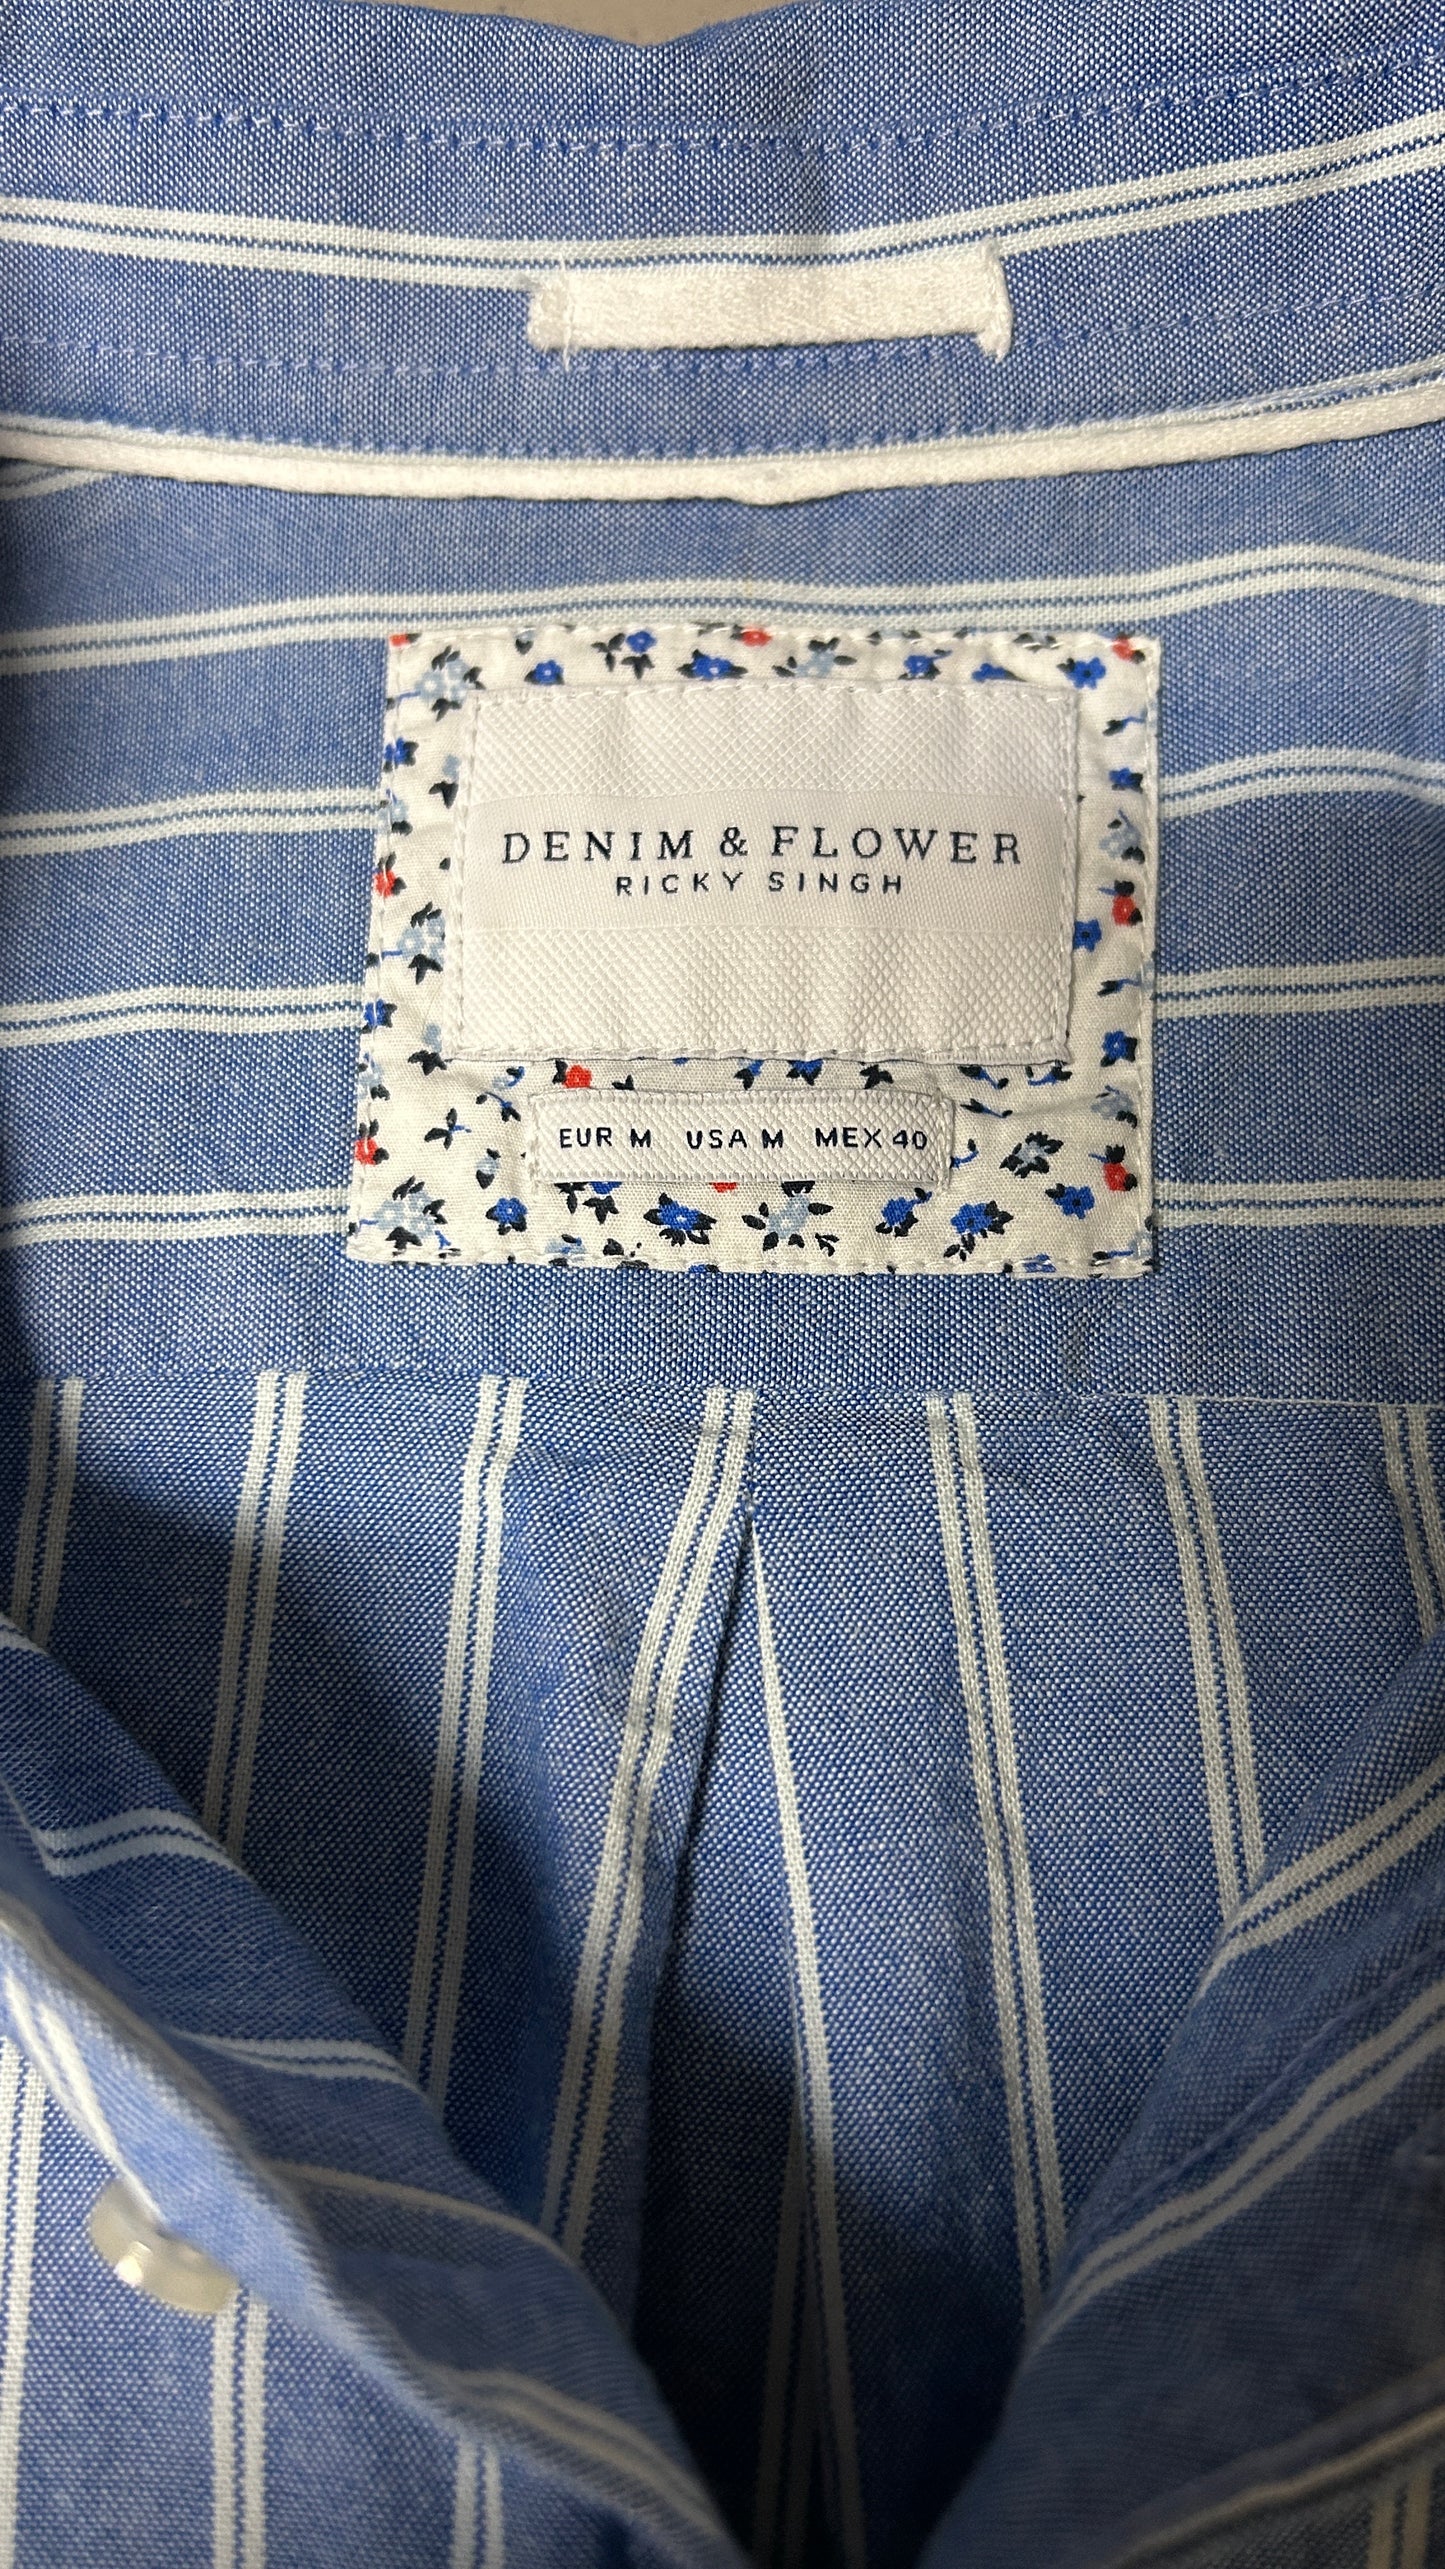 DENIM & FLOWER
RICKY SINGH
EUR M USA M MEX 40